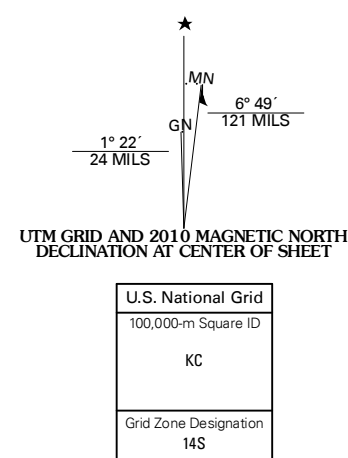 MN
6° 49´
121 MILS
GN
1° 22´
24 MILS
UTM GRID AND 2010 MAGNETIC NORTH
DECLINATION AT CENTER OF SHEET
U.S. National Grid
100,000-m Square ID
KC
Grid Zone Designation
14S